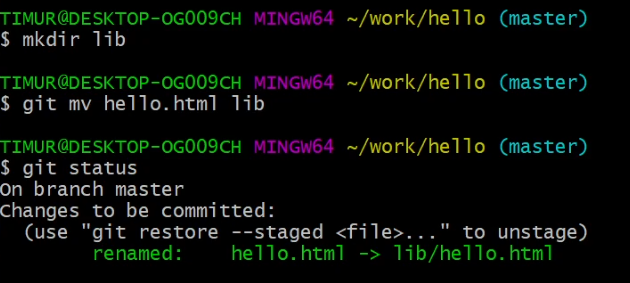 TIMUR@DESKTOP-OG009CH MINGW64 ~/work/hello (master)
$ mkdir lib
TIMUR@DESKTOP-OG009CH MINGW64 ~/work/hello (master)
$ git mv hello.html lib
TIMUR@DESKTOP-OG009CH MINGW64 ~/work/hello (master)
$ git status
On branch master
Changes to be committed:
  (use "git restore --staged <file>..." to unstage)
        renamed:    hello.html -> lib/hello.html